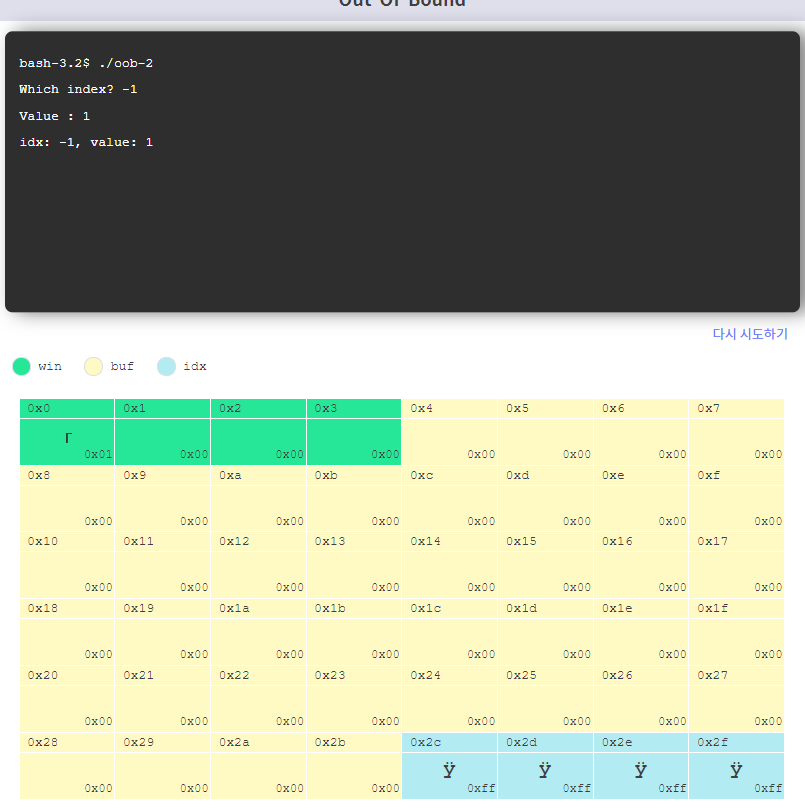 Out Of Bound
bash-3.2$ ./oob-2
Which index? -1
Value : 1
idx: -1, value: 1
다시 시도하기
win buf idx
0x0 0x1 0x2 0x3 0x4 0x5 0x6 0x7
┌
0x01 0x00 0x00 0x00 0x00 0x00 0x00 0x00
0x8 0x9 0xa 0xb 0xc 0xd 0xe 0xf
0x00 0x00 0x00 0x00 0x00 0x00 0x00 0x00
0x10 0x11 0x12 0x13 0x14 0x15 0x16 0x17
0x00 0x00 0x00 0x00 0x00 0x00 0x00 0x00
0x18 0x19 0x1a 0x1b 0x1c 0x1d 0x1e 0x1f
0x00 0x00 0x00 0x00 0x00 0x00 0x00 0x00
0x20 0x21 0x22 0x23 0x24 0x25 0x26 0x27
0x00 0x00 0x00 0x00 0x00 0x00 0x00 0x00
0x28 0x29 0x2a 0x2b 0x2c 0x2d 0x2e 0x2f
ÿ ÿ ÿ ÿ
0x00 0x00 0x00 0x00 0xff 0xff 0xff 0xff